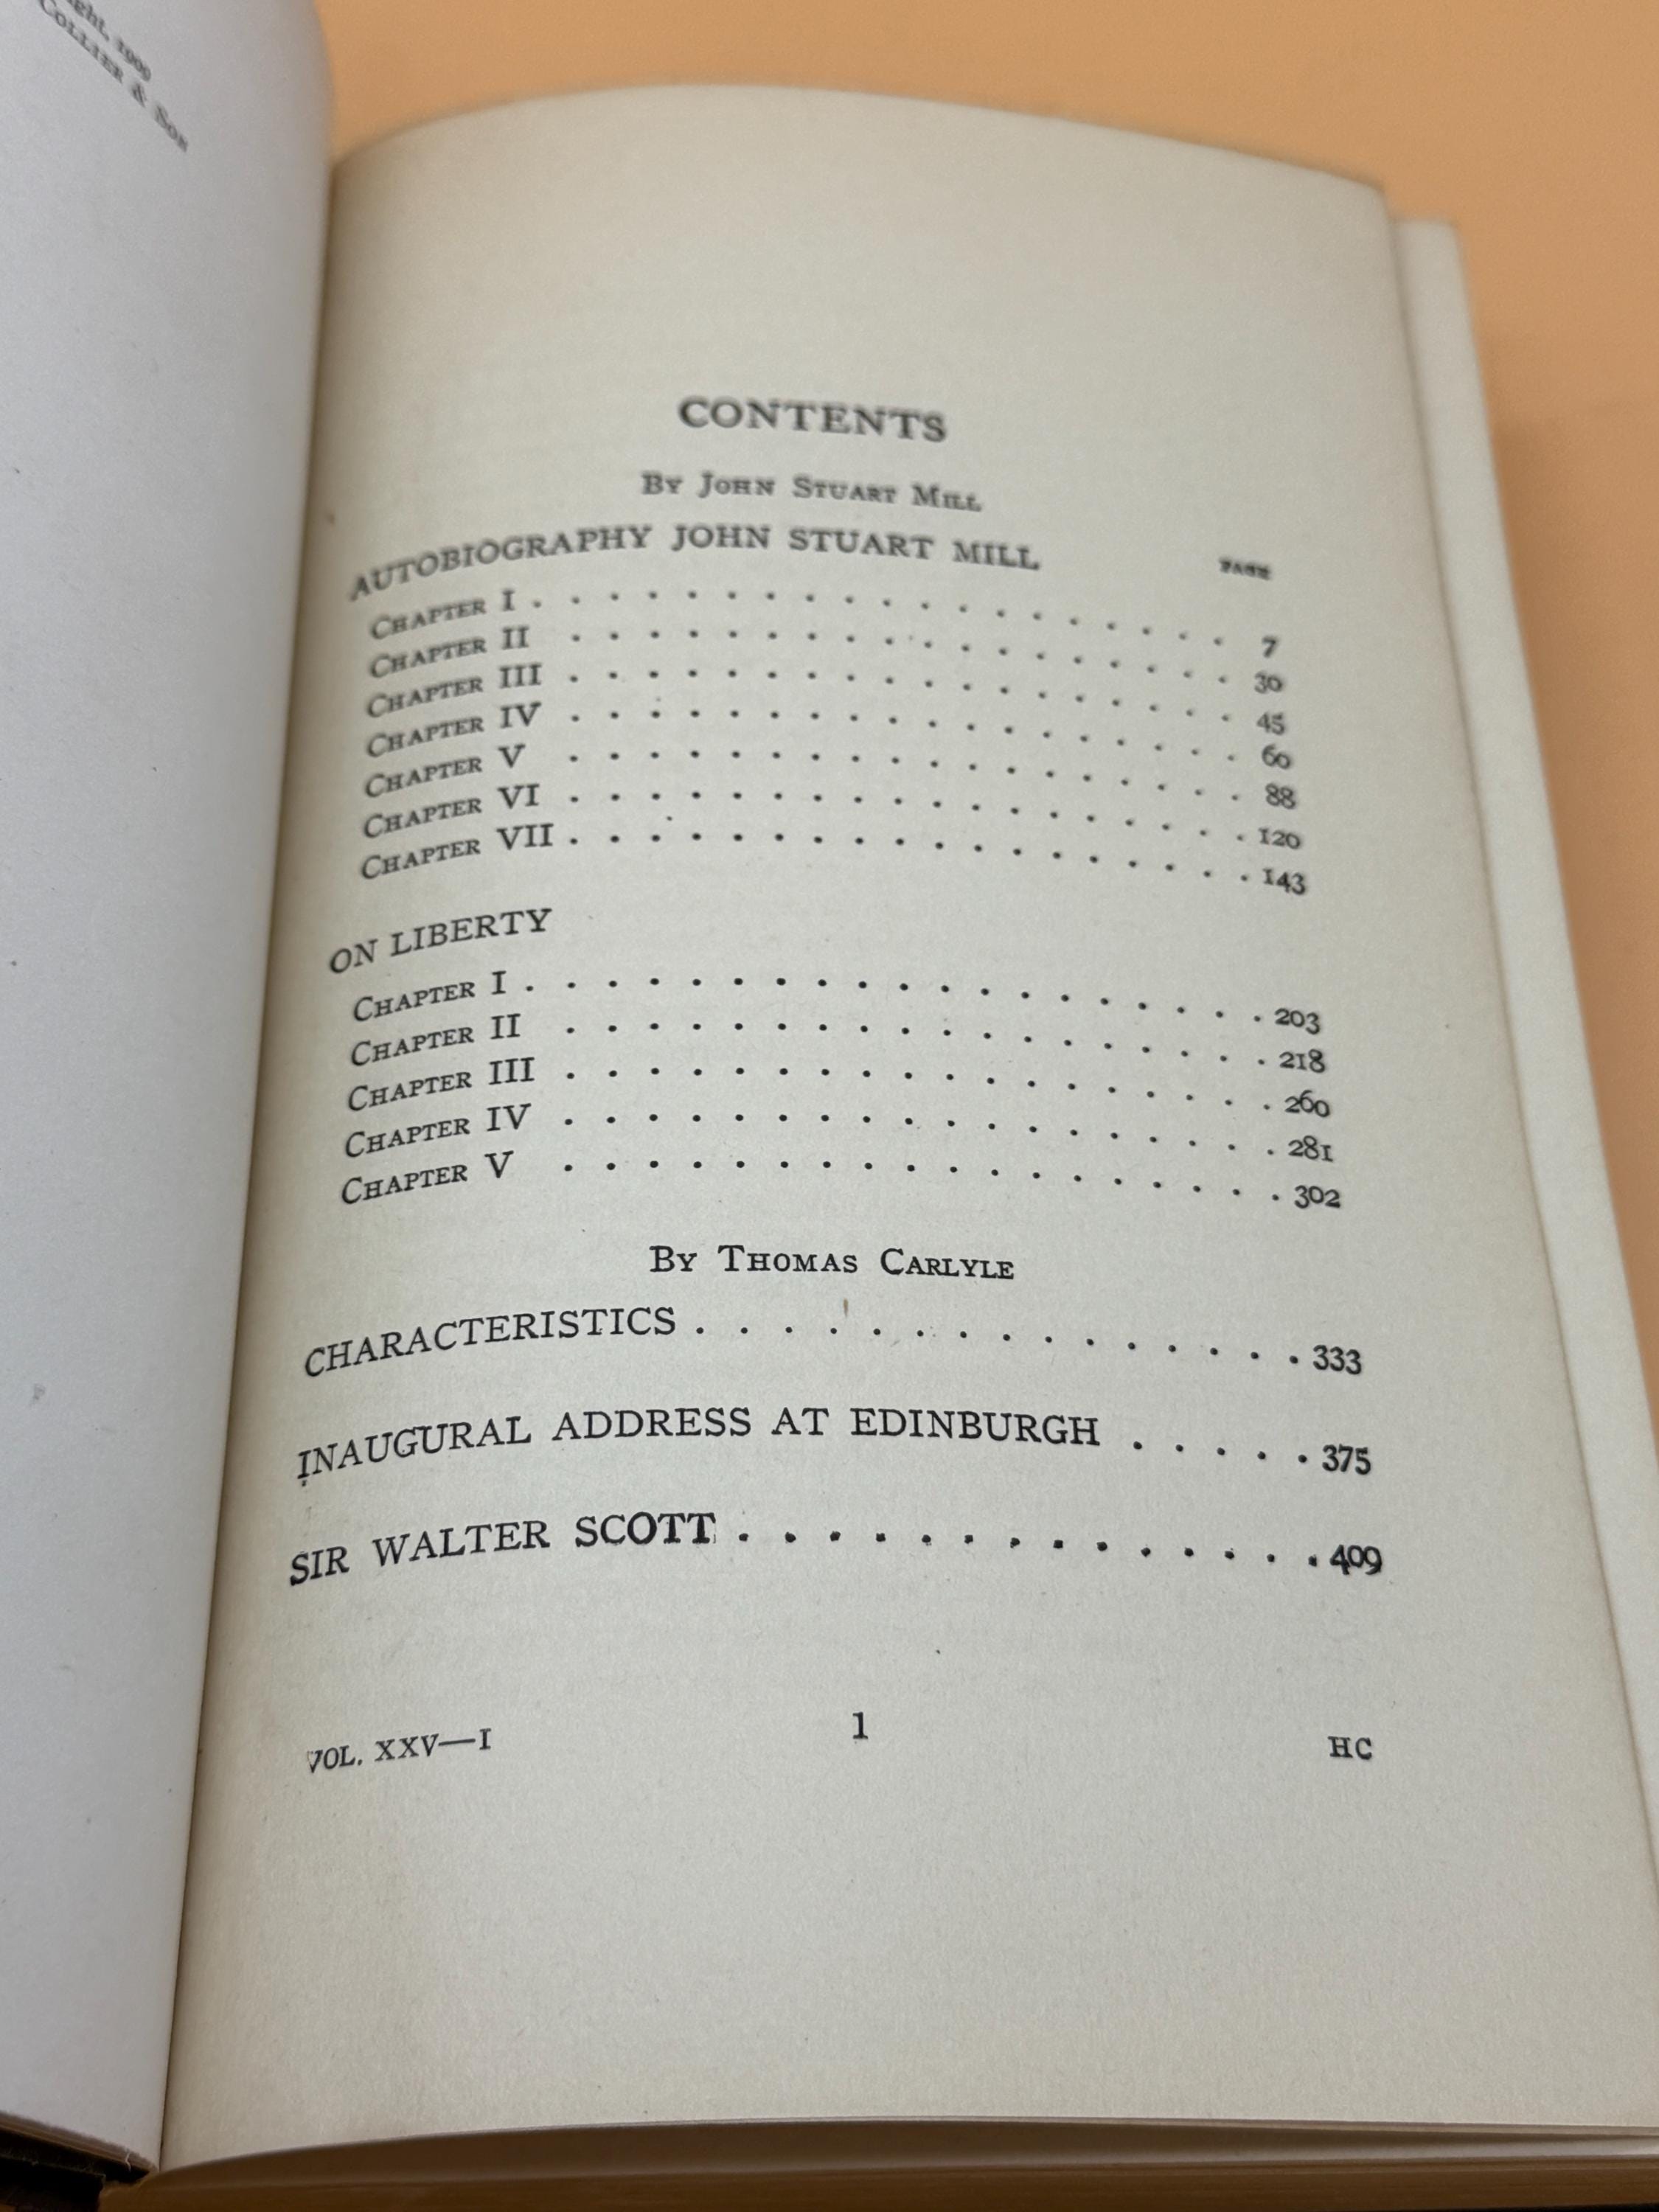 1909
COLLIER & SON
CONTENTS
BY JOHN STUART MILL
AUTOBIOGRAPHY JOHN STUART MILL PAGE
CHAPTER I . . . . . . . . . . . . . . . . . . 7
CHAPTER II . . . . . . . . . . . . . . . . . 30
CHAPTER III . . . . . . . . . . . . . . . . . 45
CHAPTER IV . . . . . . . . . . . . . . . . . 60
CHAPTER V . . . . . . . . . . . . . . . . . 88
CHAPTER VI . . . . . . . . . . . . . . . . . 120
CHAPTER VII . . . . . . . . . . . . . . . . . 143
ON LIBERTY
CHAPTER I . . . . . . . . . . . . . . . . . . 203
CHAPTER II . . . . . . . . . . . . . . . . . 218
CHAPTER III . . . . . . . . . . . . . . . . . 260
CHAPTER IV . . . . . . . . . . . . . . . . . 281
CHAPTER V . . . . . . . . . . . . . . . . . 302
BY THOMAS CARLYLE
CHARACTERISTICS . . . . . . . . . . . . . . 333
INAUGURAL ADDRESS AT EDINBURGH . . . . . 375
SIR WALTER SCOTT . . . . . . . . . . . . . . 409
VOL. XXV—I 1 HC